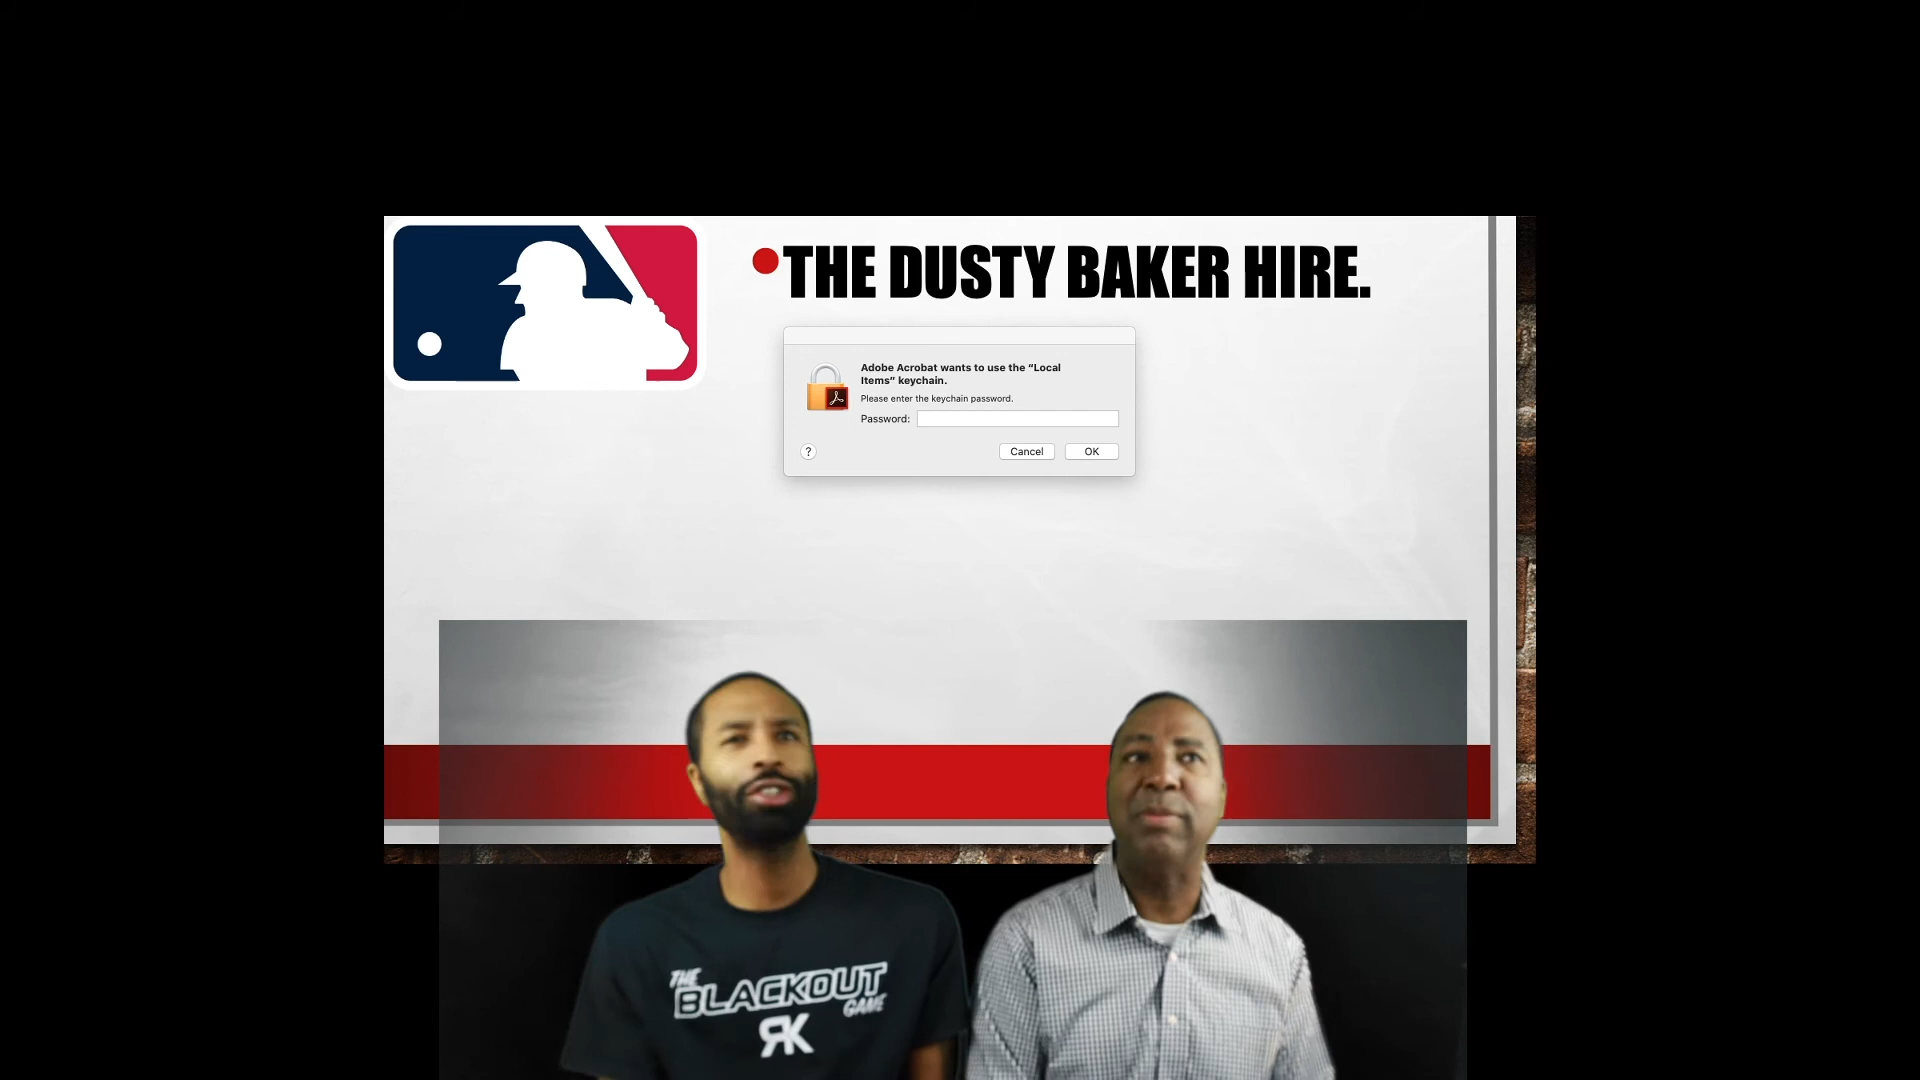 •THE DUSTY BAKER HIRE.
Adobe Acrobat wants to use the “Local
Items” keychain.
Please enter the keychain password.
Password:
?
Cancel OK
THE
BLACKOUT
GAME
RK